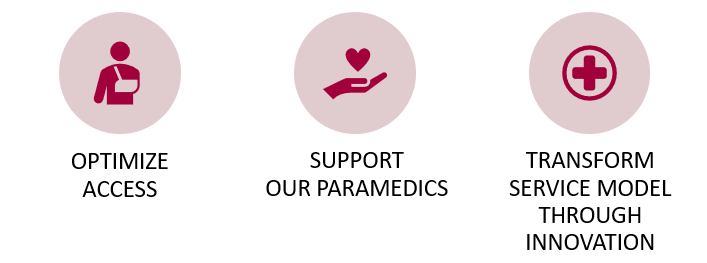 OPTIMIZE
ACCESS
SUPPORT
OUR PARAMEDICS
TRANSFORM
SERVICE MODEL
THROUGH
INNOVATION